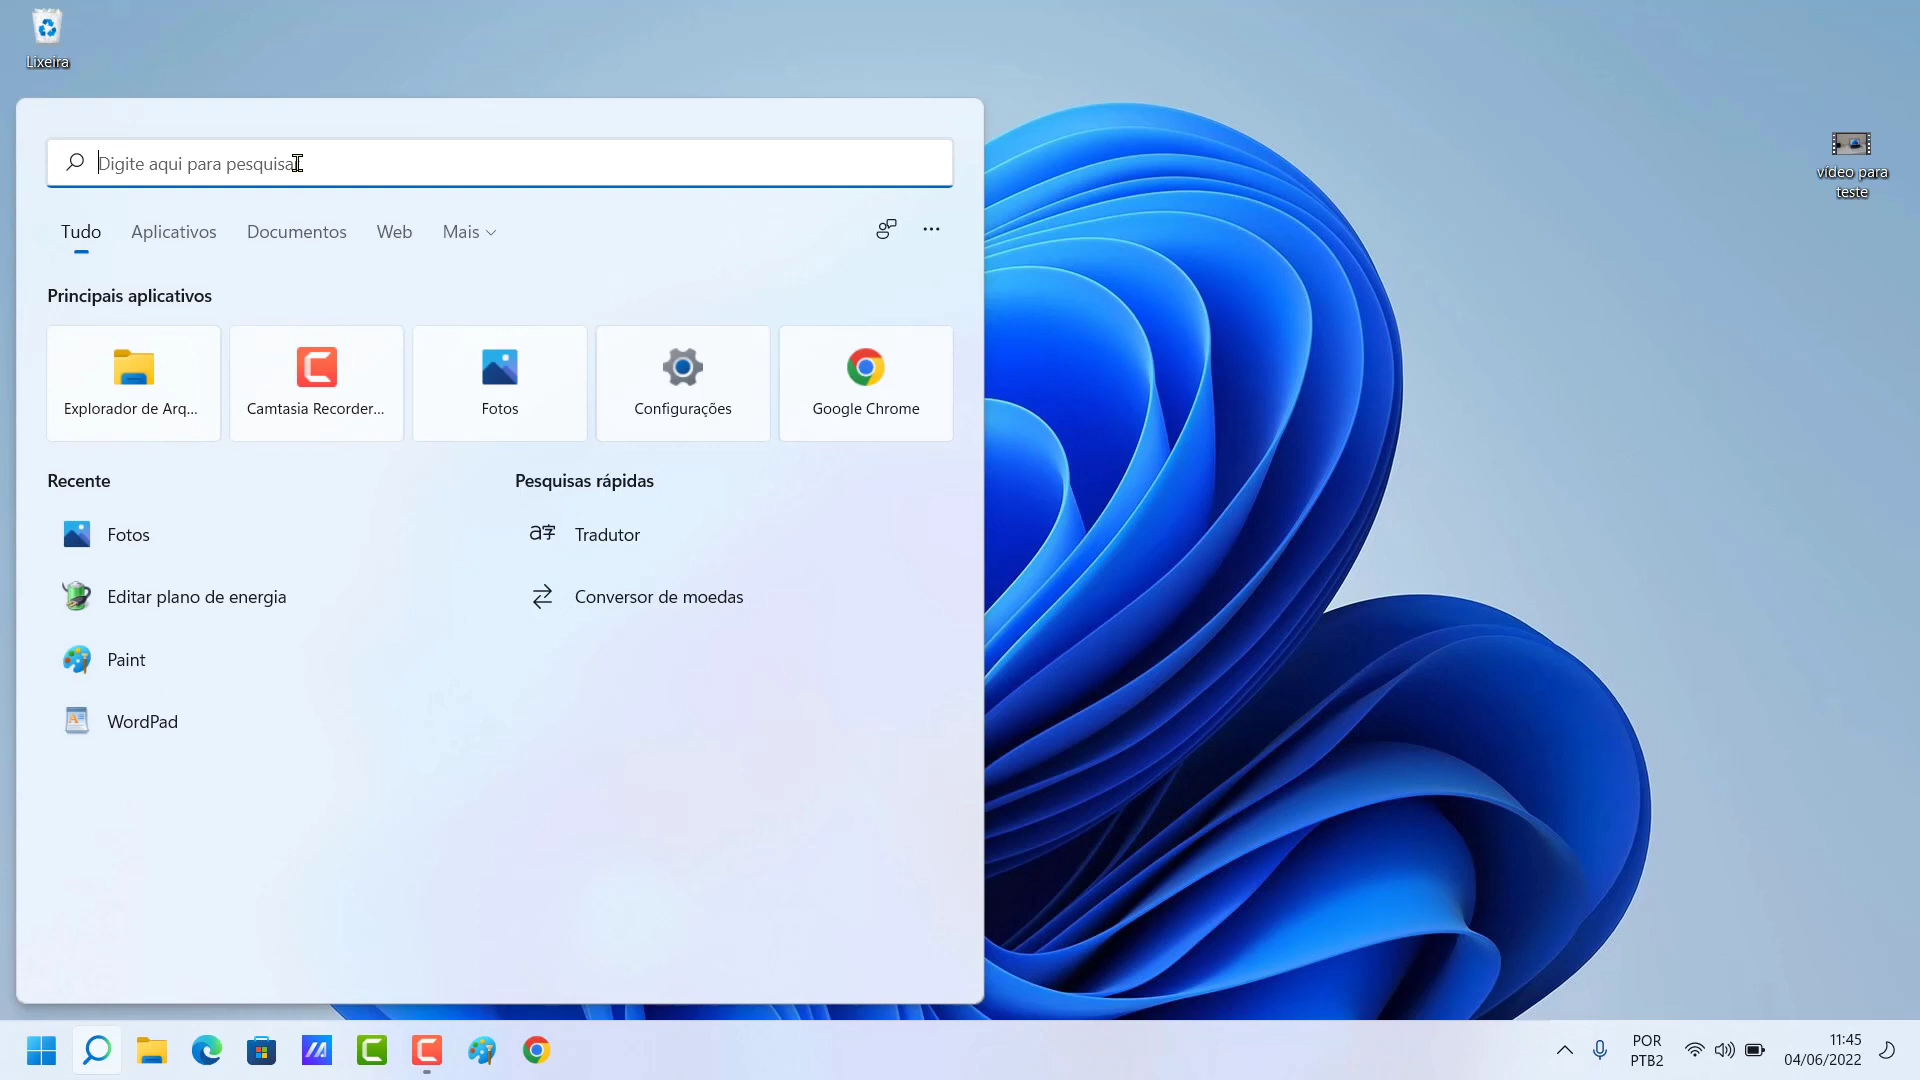 Lixeira
vídeo para
teste
Digite aqui para pesquisa
Tudo
Aplicativos
Documentos
Web
Mais
Principais aplicativos
Explorador de Arq...
Camtasia Recorder...
Fotos
Configurações
Google Chrome
Recente
Pesquisas rápidas
Fotos
Tradutor
Editar plano de energia
Conversor de moedas
Paint
WordPad
POR
PTB2
11:45
04/06/2022